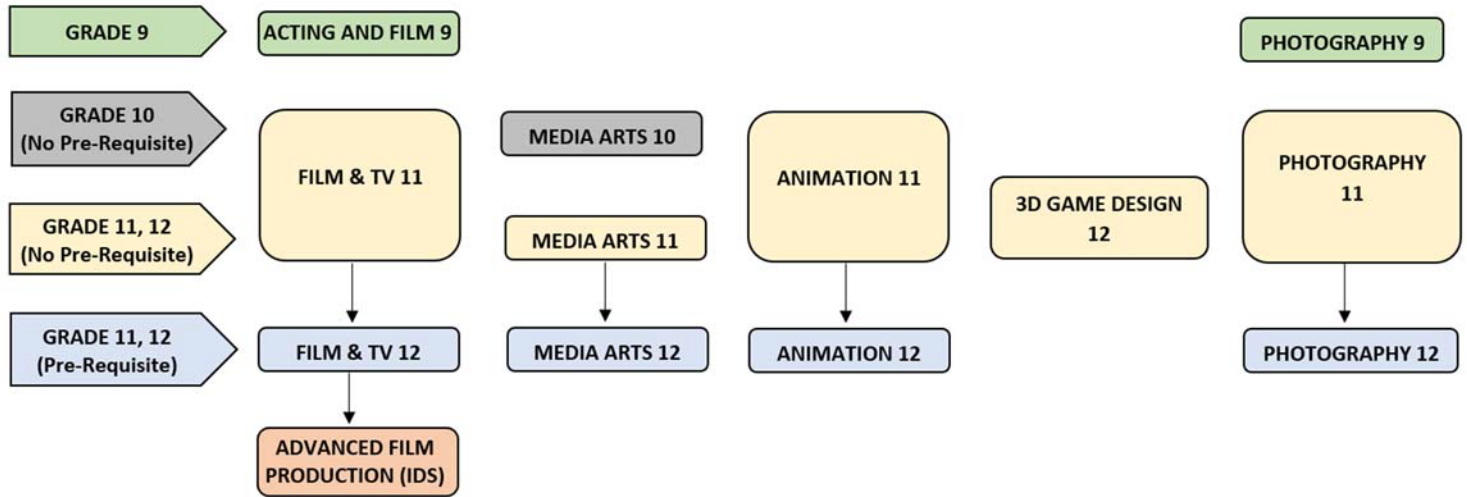 GRADE 9
ACTING AND FILM 9
PHOTOGRAPHY 9
GRADE 10
(No Pre-Requisite)
FILM & TV 11
MEDIA ARTS 10
ANIMATION 11
PHOTOGRAPHY
11
3D GAME DESIGN
12
GRADE 11, 12
(No Pre-Requisite)
MEDIA ARTS 11
GRADE 11, 12
(Pre-Requisite)
FILM & TV 12
MEDIA ARTS 12
ANIMATION 12
PHOTOGRAPHY 12
ADVANCED FILM
PRODUCTION (IDS)